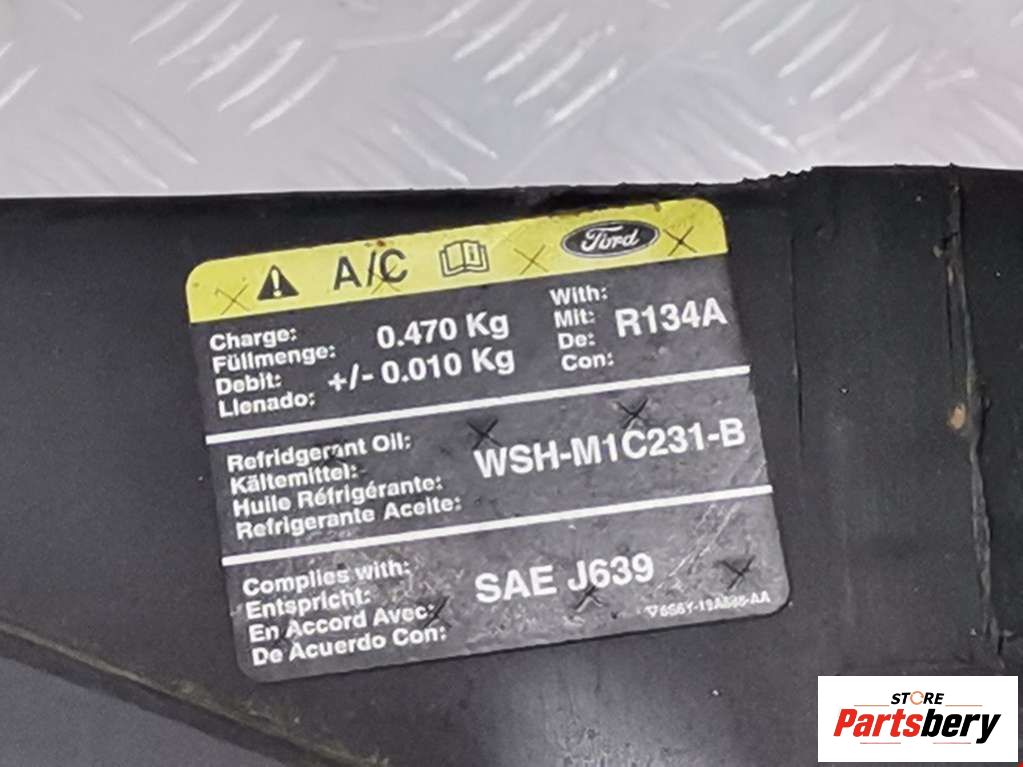 A/C Ford
Charge:
Füllmenge:
Debit:
Llenado:
0.470 Kg
+/- 0.010 Kg
With:
Mit:
De:
Con:
R134A
Refridgerant Oil:
Kältemittel:
Huile Réfrigérante:
Refrigerante Aceite:
WSH-M1C231-B
Complies with:
Entspricht:
En Accord Avec:
De Acuerdo Con:
SAE J639
STORE
Partsbery